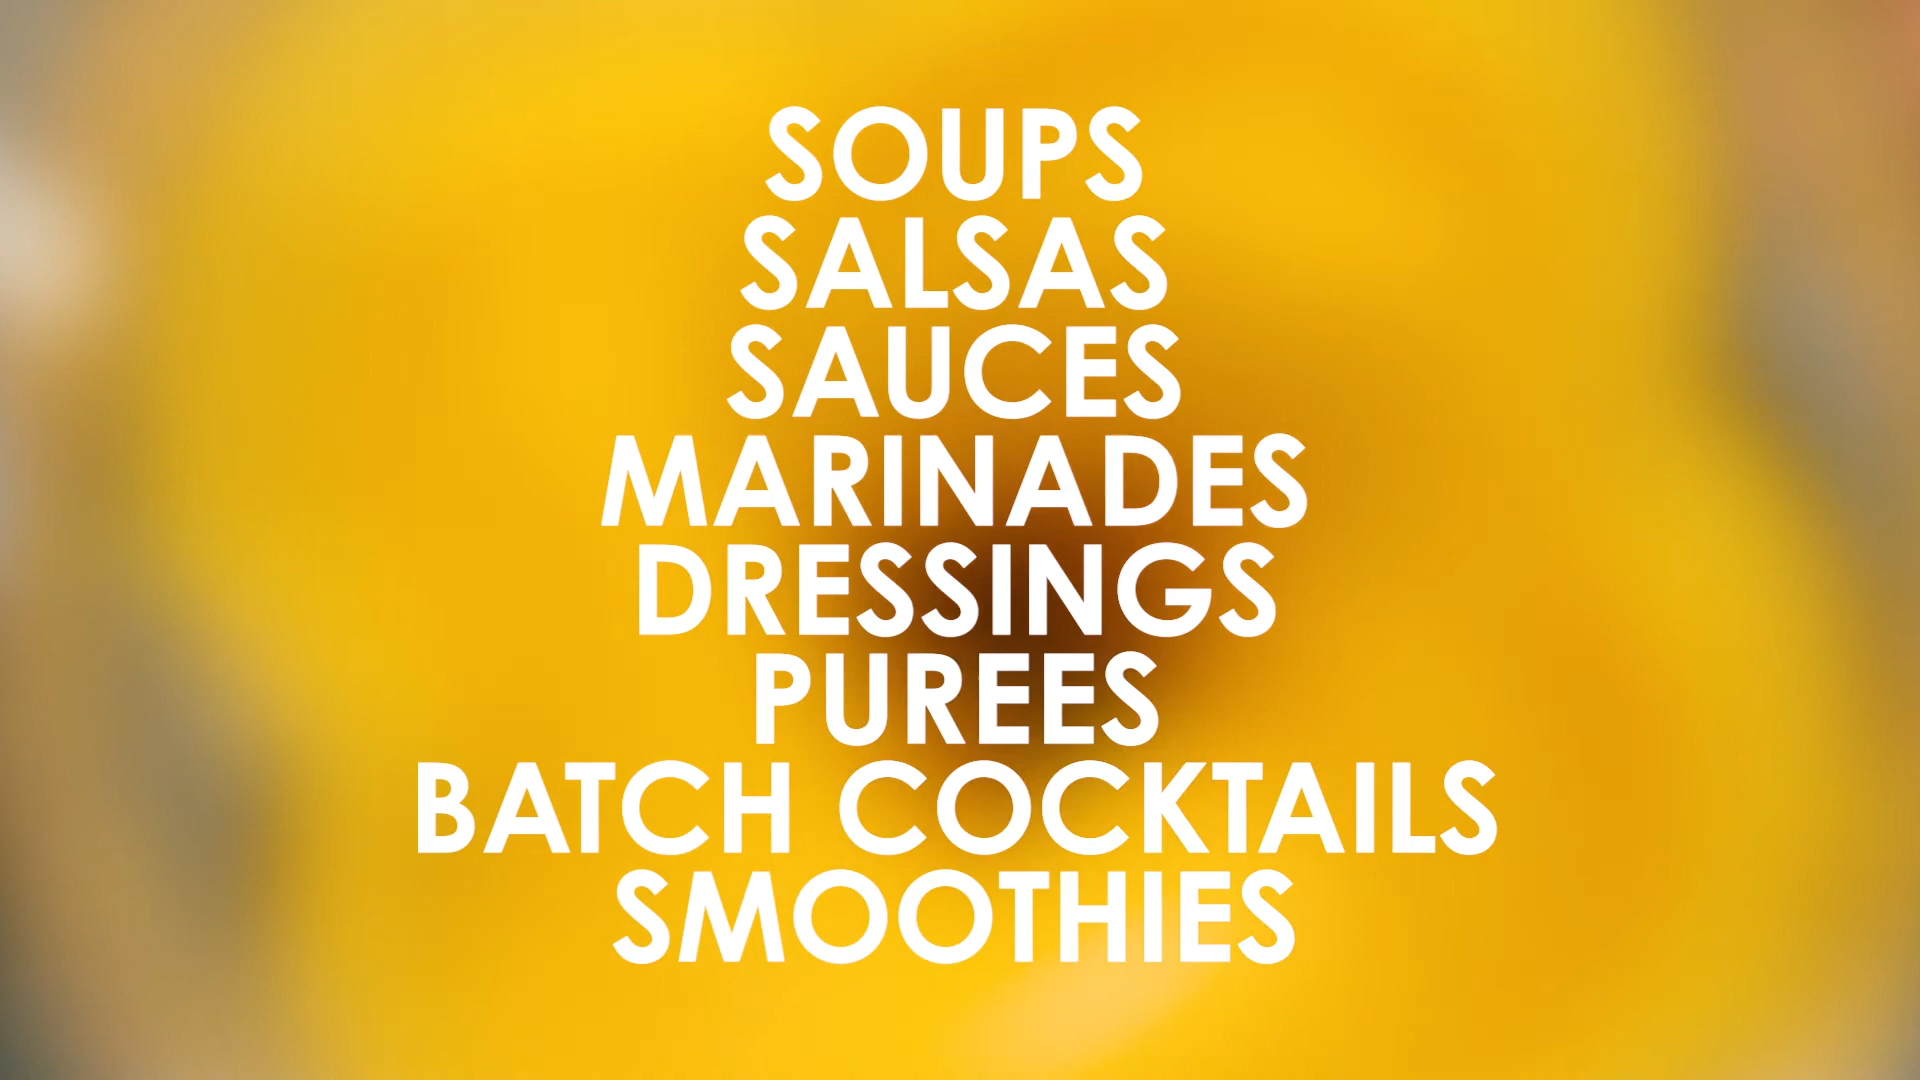 SOUPS
SALSAS
SAUCES
MARINADES
DRESSINGS
PUREES
BATCH COCKTAILS
SMOOTHIES